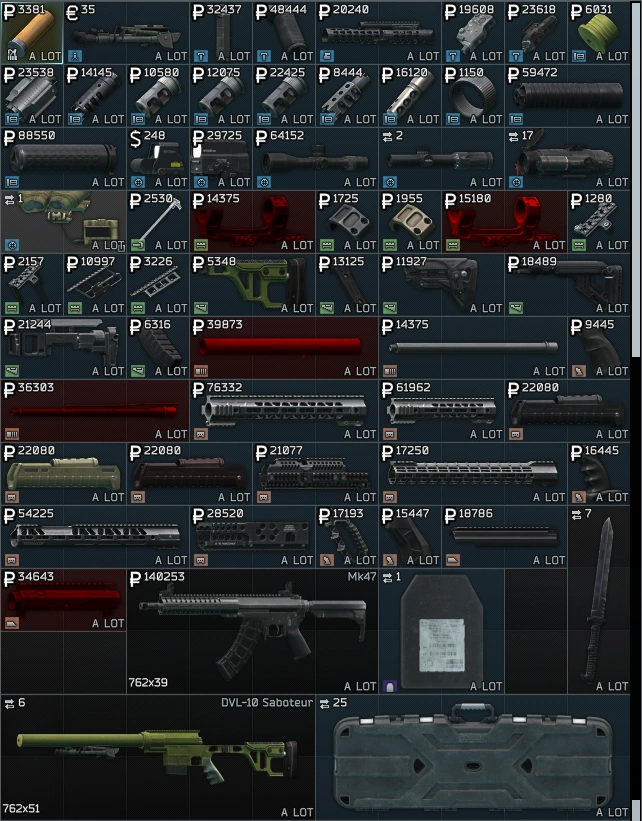 ₽3381 €35 ₽32437 ₽48444 ₽20240 ₽19608 ₽23618 ₽6031
A LOT A LOT A LOT A LOT A LOT A LOT A LOT A LOT
₽23538 ₽14145 ₽10580 ₽12075 ₽22425 ₽8444 ₽16120 ₽1150 ₽59472
A LOT A LOT A LOT A LOT A LOT A LOT A LOT A LOT A LOT
₽88550 $248 ₽29725 ₽64152 2 17
A LOT A LOT A LOT A LOT A LOT A LOT
1 ₽2530 ₽14375 ₽1725 ₽1955 ₽15180 ₽1280
A LOT A LOT A LOT A LOT A LOT A LOT A LOT
₽2157 ₽10997 ₽3226 ₽5348 ₽13125 ₽11927 ₽18489
A LOT A LOT A LOT A LOT A LOT A LOT A LOT
₽21244 ₽6316 ₽39873 ₽14375 ₽9445
A LOT A LOT A LOT A LOT A LOT
₽36303 ₽76332 ₽61962 ₽22080
A LOT A LOT A LOT A LOT
₽22080 ₽22080 ₽21077 ₽17250 ₽16445
A LOT A LOT A LOT A LOT A LOT
₽54225 ₽28520 ₽17193 ₽15447 ₽18786 7
A LOT A LOT A LOT A LOT A LOT
₽34643 ₽140253 Mk47 1
A LOT
762x39 A LOT A LOT A LOT
6 DVL-10 Saboteur 25
762x51 A LOT A LOT